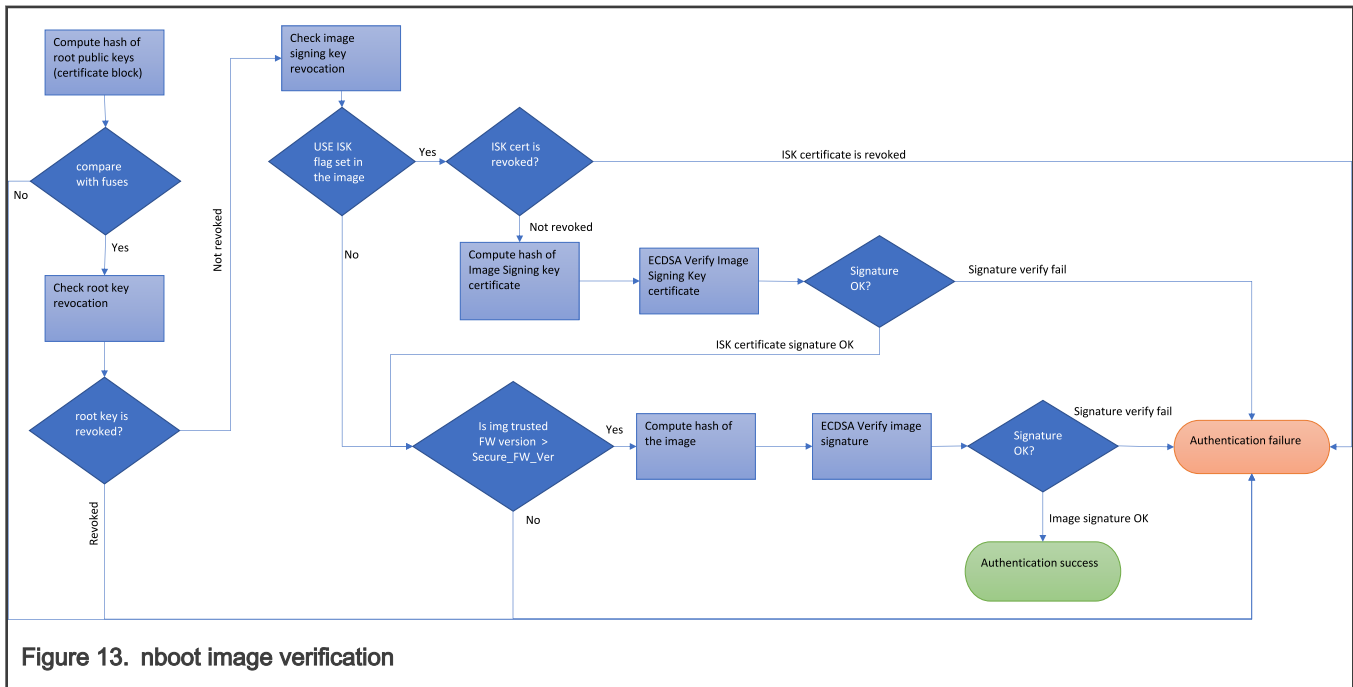 Compute hash of
root public keys
(certificate block)
compare
with fuses
No
Yes
Check root key
revocation
root key is
revoked?
Revoked
Not revoked
Check image
signing key
revocation
USE ISK
flag set in
the image
Yes
No
ISK cert is
revoked?
ISK certificate is revoked
Not revoked
Compute hash of
Image Signing key
certificate
ECDSA Verify Image
Signing Key
certificate
Signature
OK?
Signature verify fail
ISK certificate signature OK
Is img trusted
FW version >
Secure_FW_Ver
Yes
No
Compute hash of
the image
ECDSA Verify image
signature
Signature
OK?
Signature verify fail
Image signature OK
Authentication failure
Authentication success
Figure 13. nboot image verification